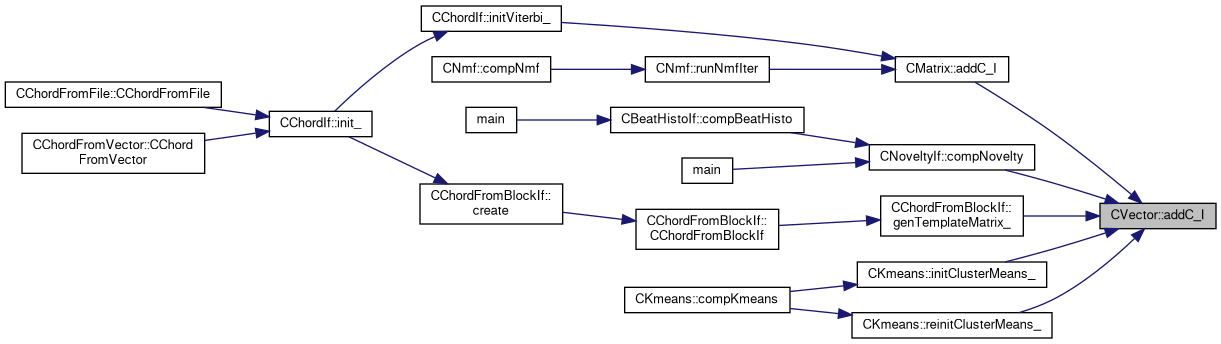 CChordIf::initViterbi_
CNmf::compNmf
CNmf::runNmfIter
CMatrix::addC_I
CChordFromFile::CChordFromFile
CChordIf::init_
main
CBeatHistoIf::compBeatHisto
CChordFromVector::CChord
FromVector
main
CNoveltyIf::compNovelty
CChordFromBlockIf::
create
CChordFromBlockIf::
CChordFromBlockIf
CChordFromBlockIf::
genTemplateMatrix_
CVector::addC_I
CKmeans::initClusterMeans_
CKmeans::compKmeans
CKmeans::reinitClusterMeans_